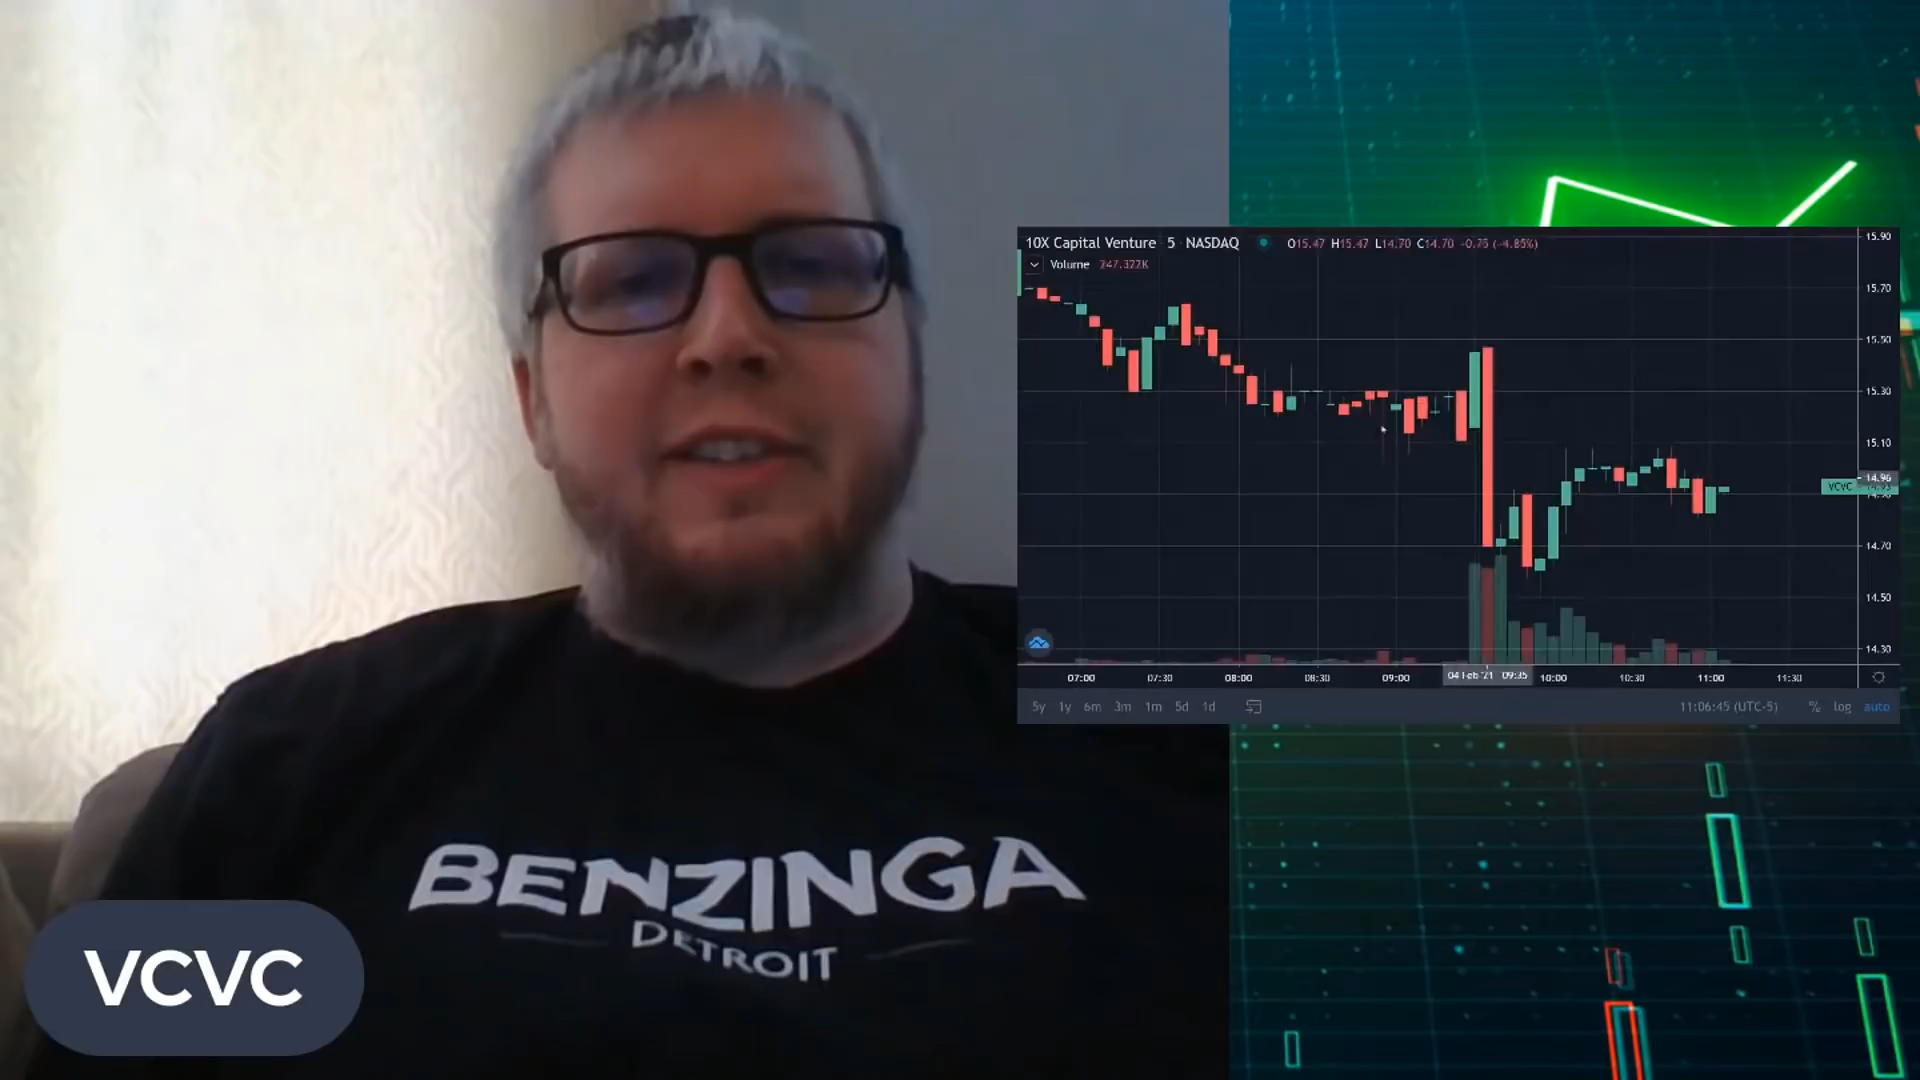 10X Capital Venture · 5 · NASDAQ O15.47 H15.47 L14.70 C14.70 -0.75 (-4.85%)
Volume 247.322K
15.90
15.70
15.50
15.30
15.10
14.96
VCVC
14.70
14.50
14.30
07:00 07:30 08:00 08:30 09:00 04 Feb '21 09:35 10:00 10:30 11:00 11:30
5y 1y 6m 3m 1m 5d 1d 11:06:45 (UTC-5) % log auto
BENZINGA
DETROIT
VCVC